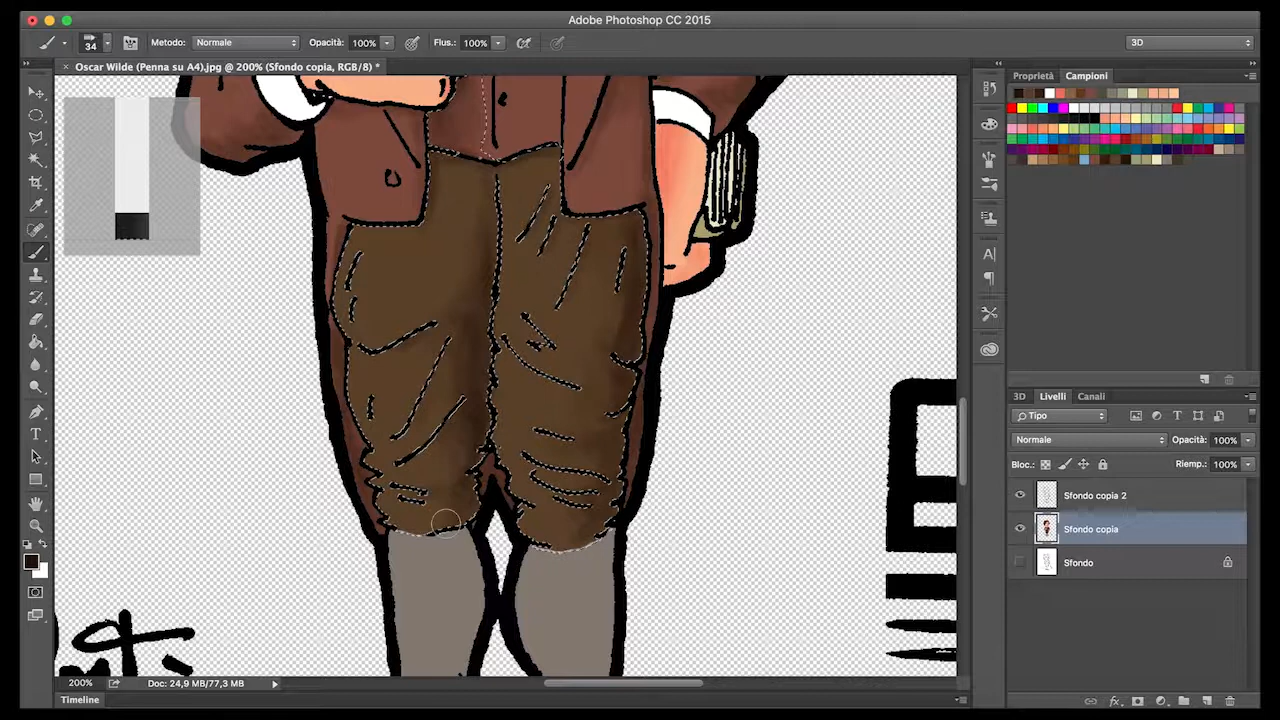 Adobe Photoshop CC 2015
34
Metodo: Normale
Opacità: 100%
Flus.: 100%
3D
× Oscar Wilde (Penna su A4).jpg @ 200% (Sfondo copia, RGB/8) *
Proprietà
Campioni
3D
Livelli
Canali
Tipo
Normale
Opacità: 100%
Bloc.:
Riemp.: 100%
Sfondo copia 2
Sfondo copia
Sfondo
200%
Doc: 24,9 MB/77,3 MB
Timeline